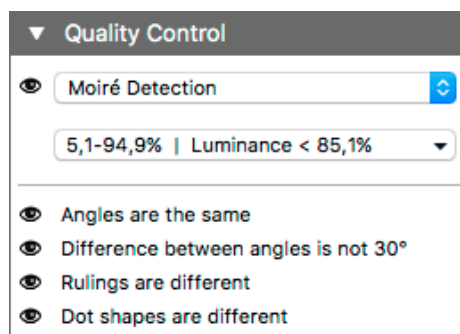 Quality Control
Moiré Detection
5,1-94,9% | Luminance < 85,1%
Angles are the same
Difference between angles is not 30°
Rulings are different
Dot shapes are different